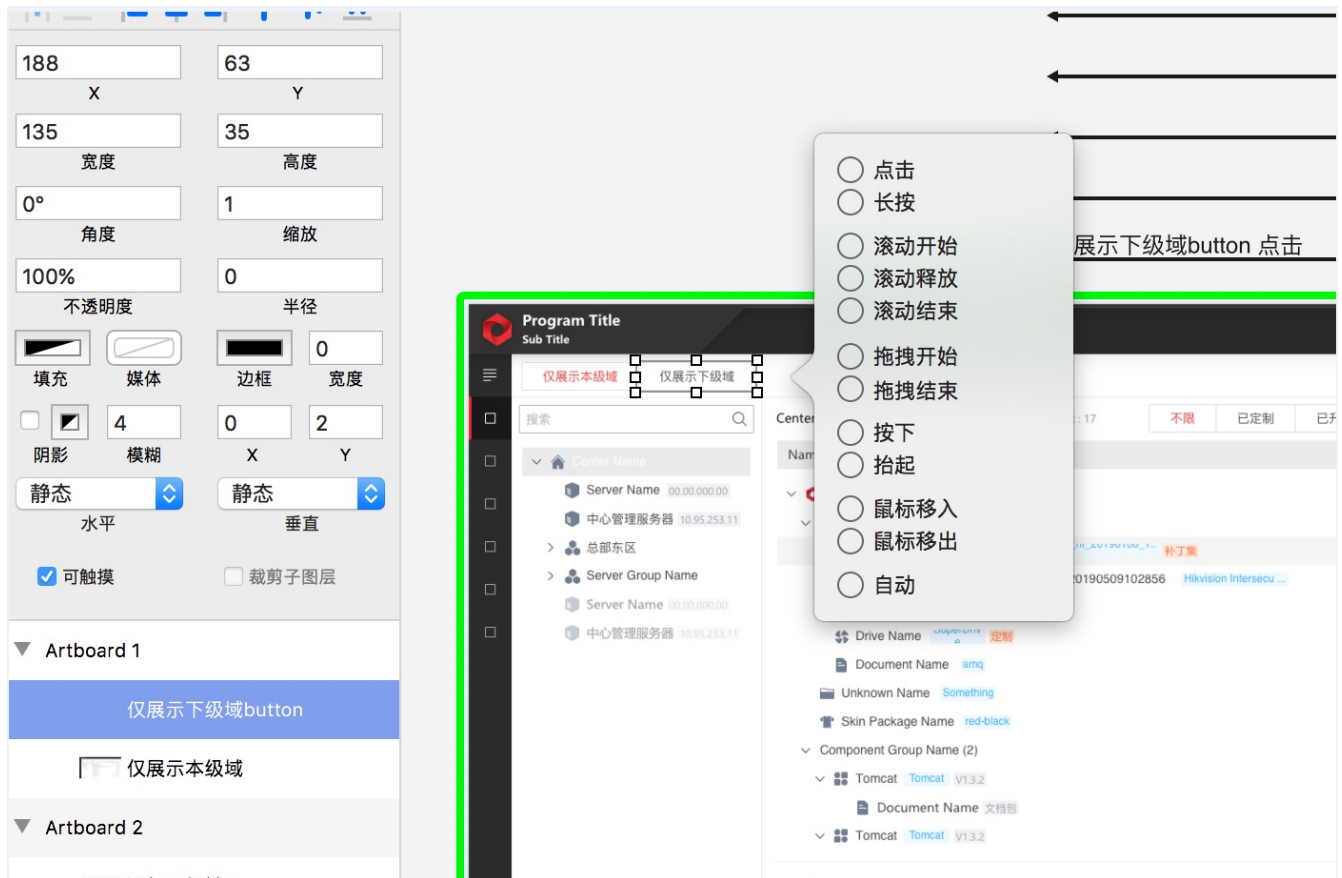 188
63
X
Y
135
35
宽度
高度
0°
1
角度
缩放
100%
0
不透明度
半径
0
填充
媒体
边框
宽度
4
0
2
阴影
模糊
X
Y
静态
静态
水平
垂直
可触摸
裁剪子图层
Artboard 1
仅展示下级域button
仅展示本级域
Artboard 2
展示下级域button 点击
点击
长按
滚动开始
滚动释放
滚动结束
拖拽开始
拖拽结束
按下
抬起
鼠标移入
鼠标移出
自动
Program Title
Sub Title
仅展示本级域
仅展示下级域
搜索
Center
: 17
不限
已定制
Center Name
Server Name 00.00.000.00
中心管理服务器 10.95.253.11
总部东区
Server Group Name
Server Name 00.00.000.00
中心管理服务器 10.95.253.11
补丁集
20190509102856 Hikvision Intersecu ...
Drive Name SuperDriv
e
定制
Document Name amq
Unknown Name Something
Skin Package Name red-black
Component Group Name (2)
Tomcat Tomcat V1.3.2
Document Name 文档包
Tomcat Tomcat V1.3.2